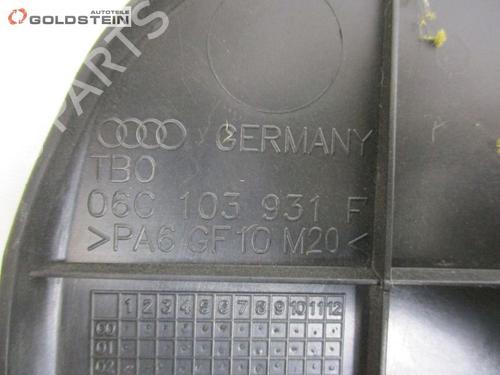 AUTOTEILE
GOLDSTEIN
PARTS
GERMANY
TBO
06C 103 931 F
>PA6 GF10 M20<
1 2 3 4 5 6 7 8 9 10 11 12
00
01
02